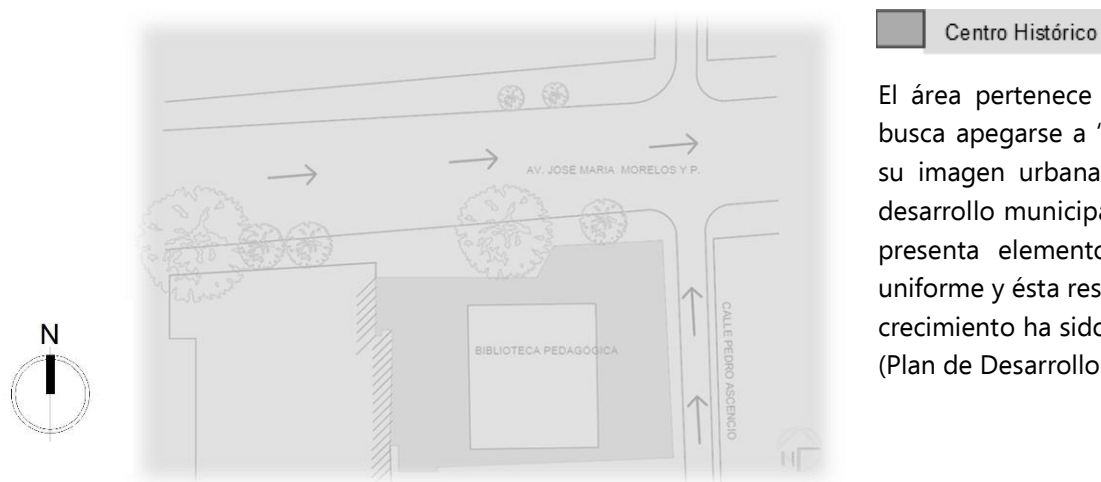 Centro Histórico
El área pertenece
busca apegarse a
su imagen urbana
desarrollo municipa
presenta elemento
uniforme y ésta res
crecimiento ha sido
(Plan de Desarrollo
AV. JOSÉ MARIA MORELOS Y P.
BIBLIOTECA PEDAGÓGICA
CALLE PEDRO ASCENCIO
N